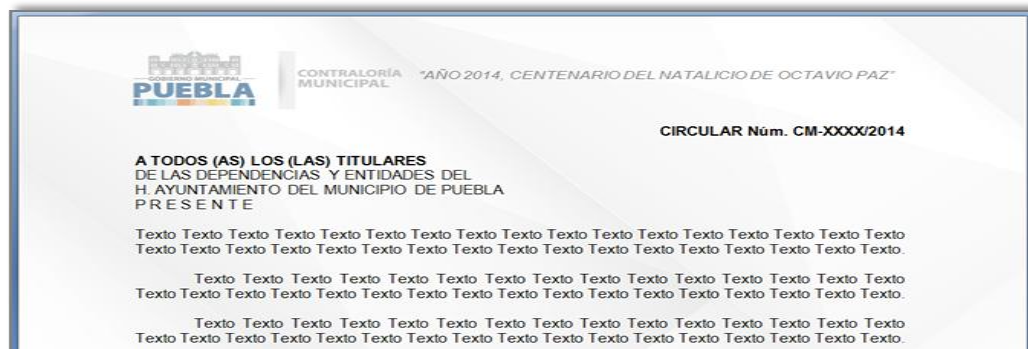 GOBIERNO MUNICIPAL
PUEBLA
CONTRALORÍA
MUNICIPAL
"AÑO 2014, CENTENARIO DEL NATALICIO DE OCTAVIO PAZ"
CIRCULAR Núm. CM-XXXX/2014
A TODOS (AS) LOS (LAS) TITULARES
DE LAS DEPENDENCIAS Y ENTIDADES DEL
H. AYUNTAMIENTO DEL MUNICIPIO DE PUEBLA
P R E S E N T E
Texto Texto Texto Texto Texto Texto Texto Texto Texto Texto Texto Texto Texto Texto Texto Texto Texto
Texto Texto Texto Texto Texto Texto Texto Texto Texto Texto Texto Texto Texto Texto Texto Texto Texto.
Texto Texto Texto Texto Texto Texto Texto Texto Texto Texto Texto Texto Texto Texto Texto
Texto Texto Texto Texto Texto Texto Texto Texto Texto Texto Texto Texto Texto Texto Texto Texto Texto.
Texto Texto Texto Texto Texto Texto Texto Texto Texto Texto Texto Texto Texto Texto Texto
Texto Texto Texto Texto Texto Texto Texto Texto Texto Texto Texto Texto Texto Texto Texto Texto Texto.